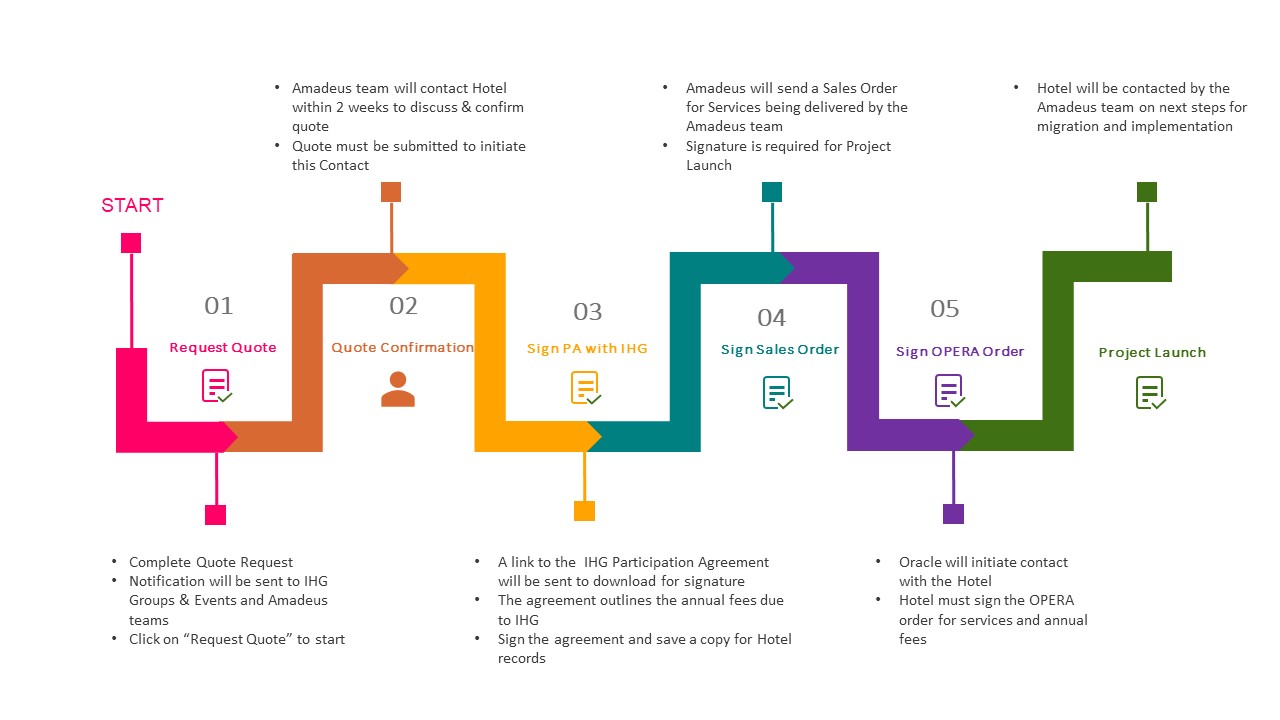 • Amadeus team will contact Hotel
within 2 weeks to discuss & confirm
quote
• Quote must be submitted to initiate
this Contact
• Amadeus will send a Sales Order
for Services being delivered by the
Amadeus team
• Signature is required for Project
Launch
• Hotel will be contacted by the
Amadeus team on next steps for
migration and implementation
START
01
Request Quote
02
Quote Confirmation
03
Sign PA with IHG
04
Sign Sales Order
05
Sign OPERA Order
Project Launch
• Complete Quote Request
• Notification will be sent to IHG
Groups & Events and Amadeus
teams
• Click on “Request Quote” to start
• A link to the IHG Participation Agreement
will be sent to download for signature
• The agreement outlines the annual fees due
to IHG
• Sign the agreement and save a copy for Hotel
records
• Oracle will initiate contact
with the Hotel
• Hotel must sign the OPERA
order for services and annual
fees